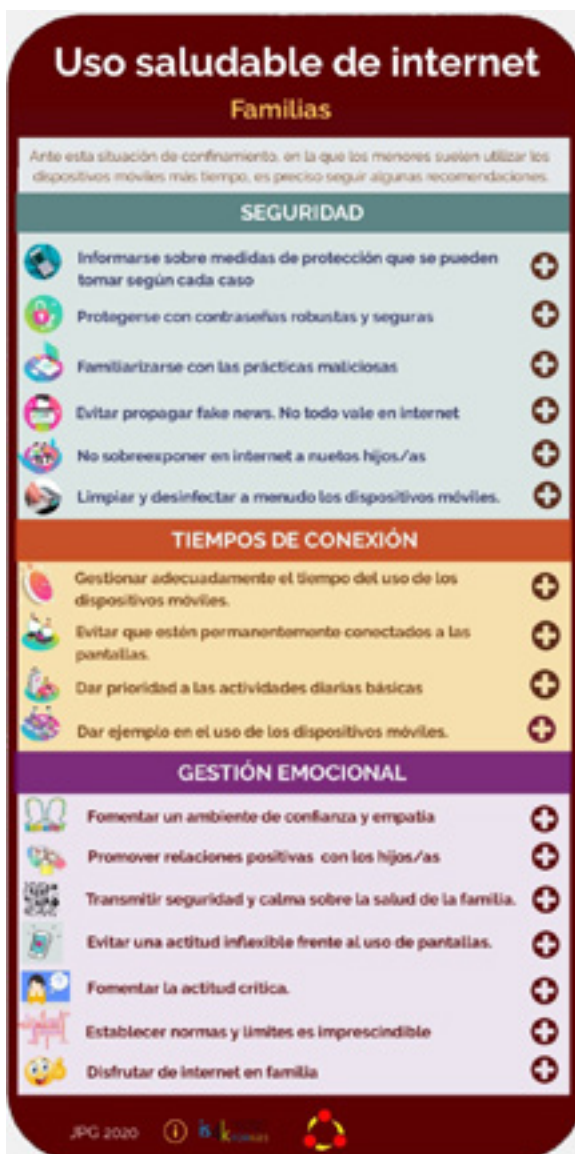 Uso saludable de internet
Familias
Ante esta situación de confinamiento, en la que los menores suelen utilizar los
dispositivos móviles más tiempo, es preciso seguir algunas recomendaciones.
SEGURIDAD
Informarse sobre medidas de protección que se pueden
tomar según cada caso
Protegerse con contraseñas robustas y seguras
Familiarizarse con las prácticas maliciosas
Evitar propagar fake news. No todo vale en internet
No sobreexponer en internet a nuetos hijos/as
Limpiar y desinfectar a menudo los dispositivos móviles.
TIEMPOS DE CONEXIÓN
Gestionar adecuadamente el tiempo del uso de los
dispositivos móviles.
Evitar que estén permanentemente conectados a las
pantallas.
Dar prioridad a las actividades diarias básicas
Dar ejemplo en el uso de los dispositivos móviles.
GESTIÓN EMOCIONAL
Fomentar un ambiente de confianza y empatia
Promover relaciones positivas con los hijos/as
Transmitir seguridad y calma sobre la salud de la familia.
Evitar una actitud inflexible frente al uso de pantallas.
Fomentar la actitud crítica.
Establecer normas y límites es imprescindible
Disfrutar de internet en familia
JPG 2020